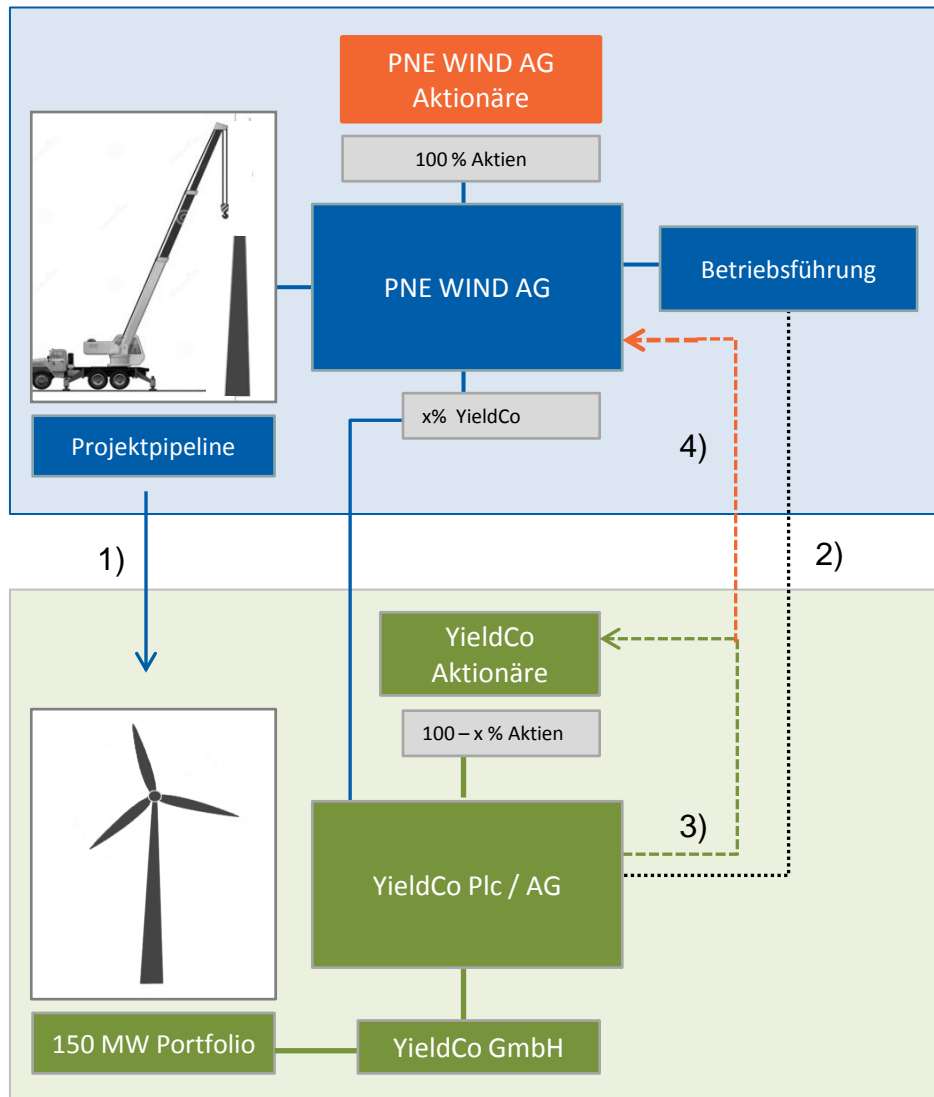 PNE WIND AG
Aktionäre
100 % Aktien
PNE WIND AG
Betriebsführung
x% YieldCo
Projektpipeline
4)
1)
2)
YieldCo
Aktionäre
100 – x % Aktien
3)
YieldCo Plc / AG
150 MW Portfolio
YieldCo GmbH